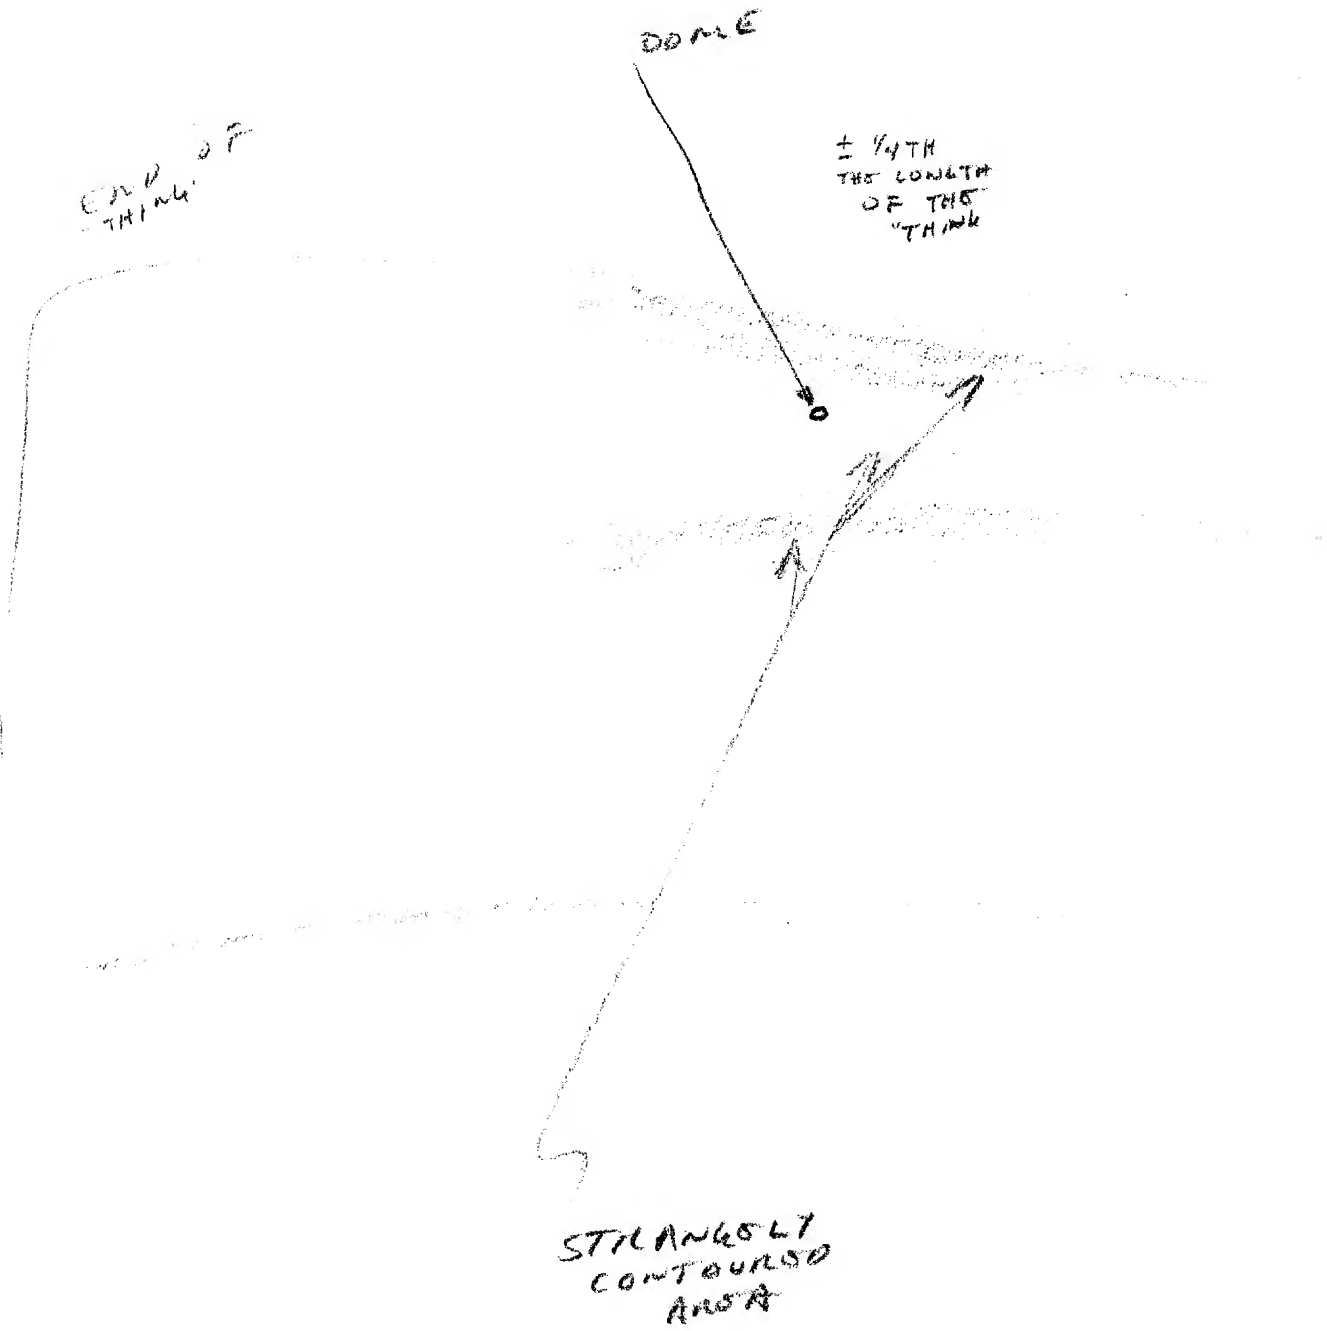 DOME
END OF
"THING"
± 1/4TH
THE LENGTH
OF THE
"THING
STRANGELY
CONTOURED
AREA